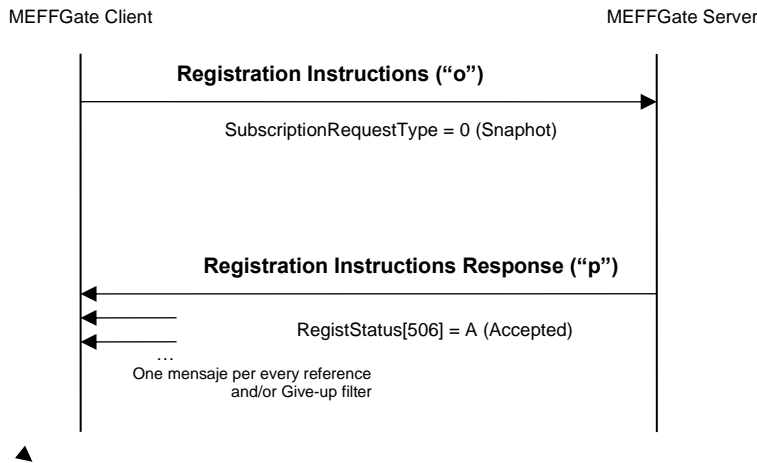 MEFFGate Client
MEFFGate Server
Registration Instructions (“o”)
SubscriptionRequestType = 0 (Snaphot)
Registration Instructions Response (“p”)
RegistStatus[506] = A (Accepted)
…
One mensaje per every reference
and/or Give-up filter